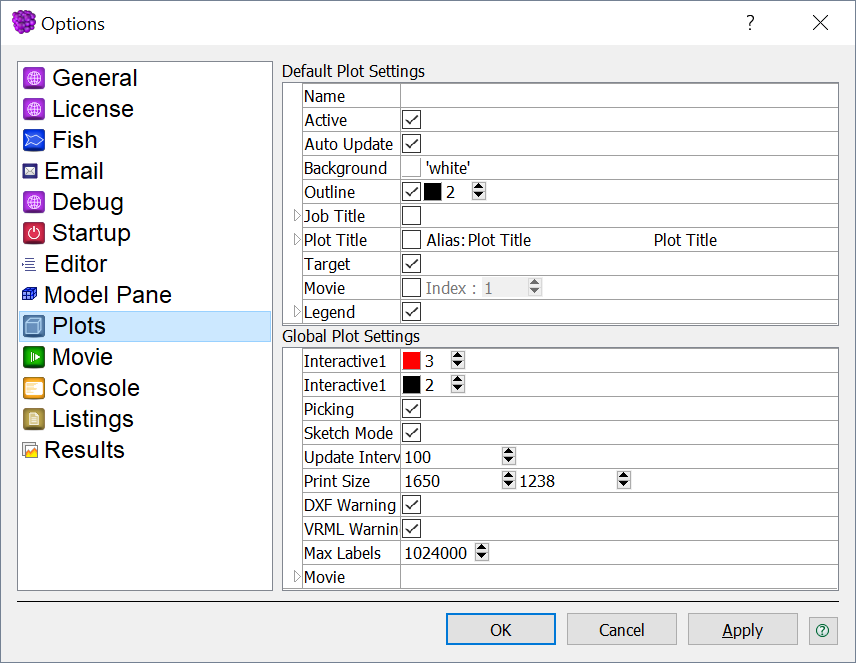 Options
?
General
License
Fish
Email
Debug
Startup
Editor
Model Pane
Plots
Movie
Console
Listings
Results
Default Plot Settings
Name
Active
Auto Update
Background 'white'
Outline 2
Job Title
Plot Title Alias: Plot Title Plot Title
Target
Movie Index : 1
Legend
Global Plot Settings
Interactive1 3
Interactive1 2
Picking
Sketch Mode
Update Interv 100
Print Size 1650 1238
DXF Warning
VRML Warnin
Max Labels 1024000
Movie
OK Cancel Apply ?